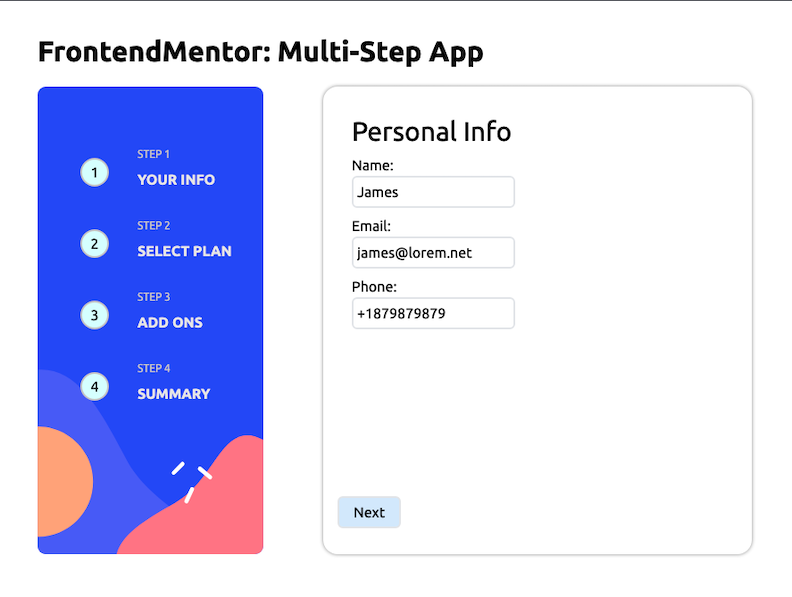 FrontendMentor: Multi-Step App
1
STEP 1
YOUR INFO
2
STEP 2
SELECT PLAN
3
STEP 3
ADD ONS
4
STEP 4
SUMMARY
Personal Info
Name:
James
Email:
james@lorem.net
Phone:
+1879879879
Next